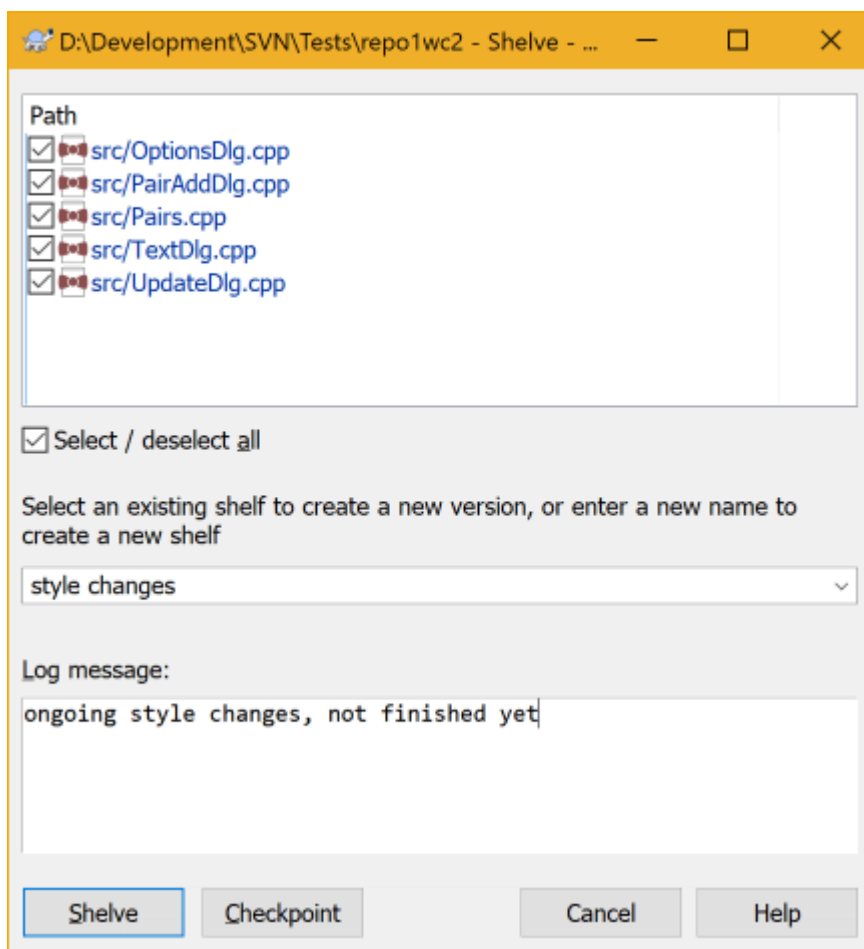 D:\Development\SVN\Tests\repo1wc2 - Shelve - ...
Path
src/OptionsDlg.cpp
src/PairAddDlg.cpp
src/Pairs.cpp
src/TextDlg.cpp
src/UpdateDlg.cpp
Select / deselect all
Select an existing shelf to create a new version, or enter a new name to
create a new shelf
style changes
Log message:
ongoing style changes, not finished yet
Shelve Checkpoint Cancel Help